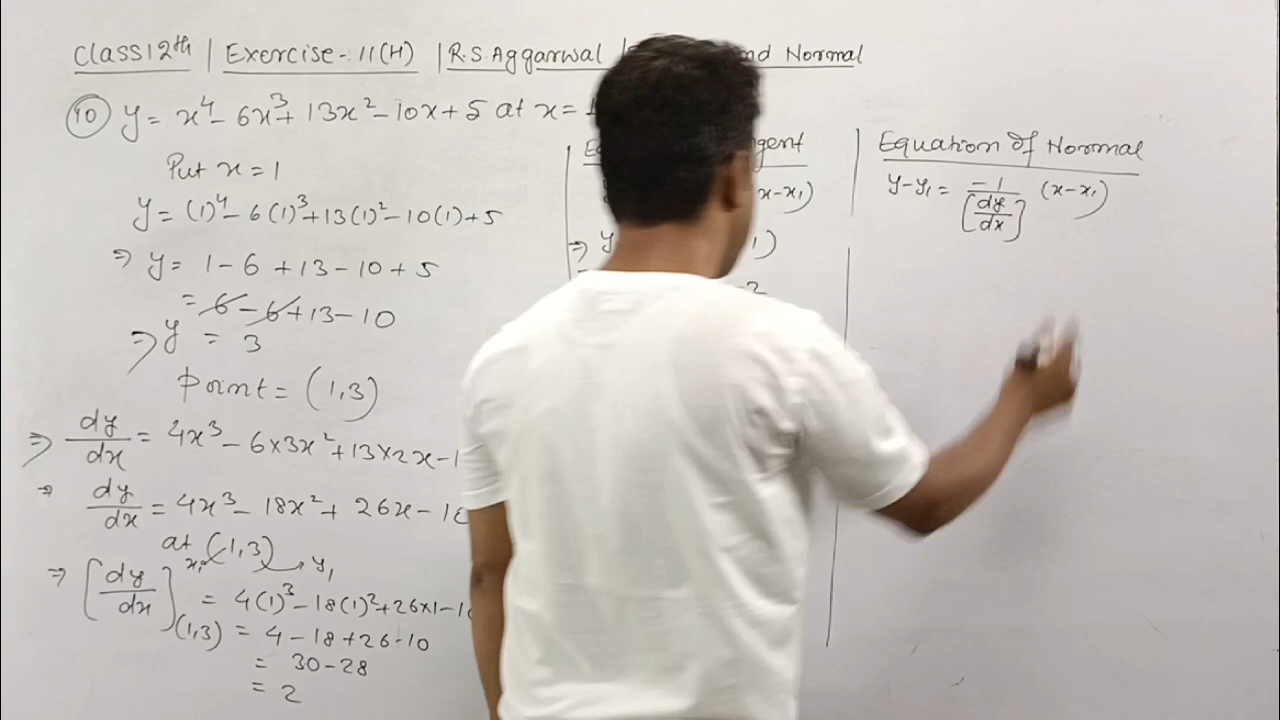 Class 12th | Exercise-11(H) | R.S. Aggarwal | and Normal
(10) y = x⁴ - 6x³ + 13x² - 10x + 5 at x = 1
Put x = 1
y = (1)⁴ - 6(1)³ + 13(1)² - 10(1) + 5
⇒ y = 1 - 6 + 13 - 10 + 5
= 6 - 6 + 13 - 10
⇒ y = 3
Point = (1,3)
⇒ dy/dx = 4x³ - 6×3x² + 13×2x - 1
⇒ dy/dx = 4x³ - 18x² + 26x - 10
at (1,3)
x₁ y₁
⇒ [dy/dx](1,3) = 4(1)³ - 18(1)² + 26×1 - 10
= 4 - 18 + 26 - 10
= 30 - 28
= 2
gent
x - x₁)
⇒ y 1)
-2
Equation of Normal
y - y₁ = -1/[dy/dx] (x - x₁)